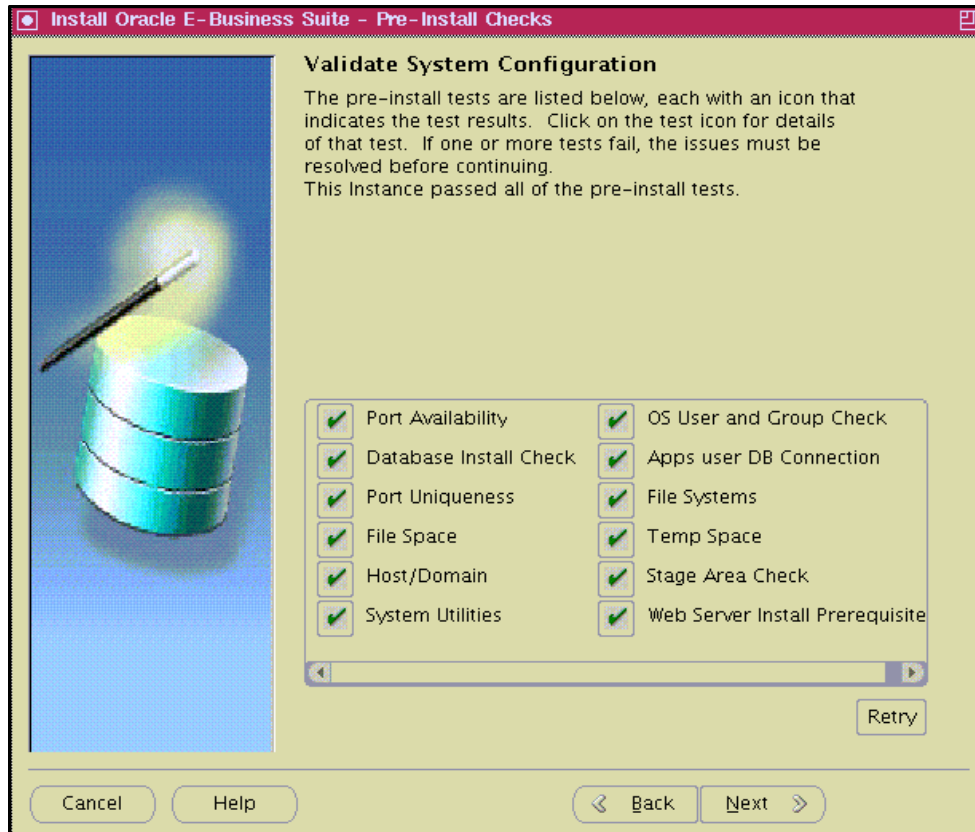 Install Oracle E-Business Suite - Pre-Install Checks
Validate System Configuration
The pre-install tests are listed below, each with an icon that
indicates the test results.  Click on the test icon for details
of that test.  If one or more tests fail, the issues must be
resolved before continuing.
This Instance passed all of the pre-install tests.
Port Availability
OS User and Group Check
Database Install Check
Apps user DB Connection
Port Uniqueness
File Systems
File Space
Temp Space
Host/Domain
Stage Area Check
System Utilities
Web Server Install Prerequisite
Retry
Cancel
Help
Back
Next